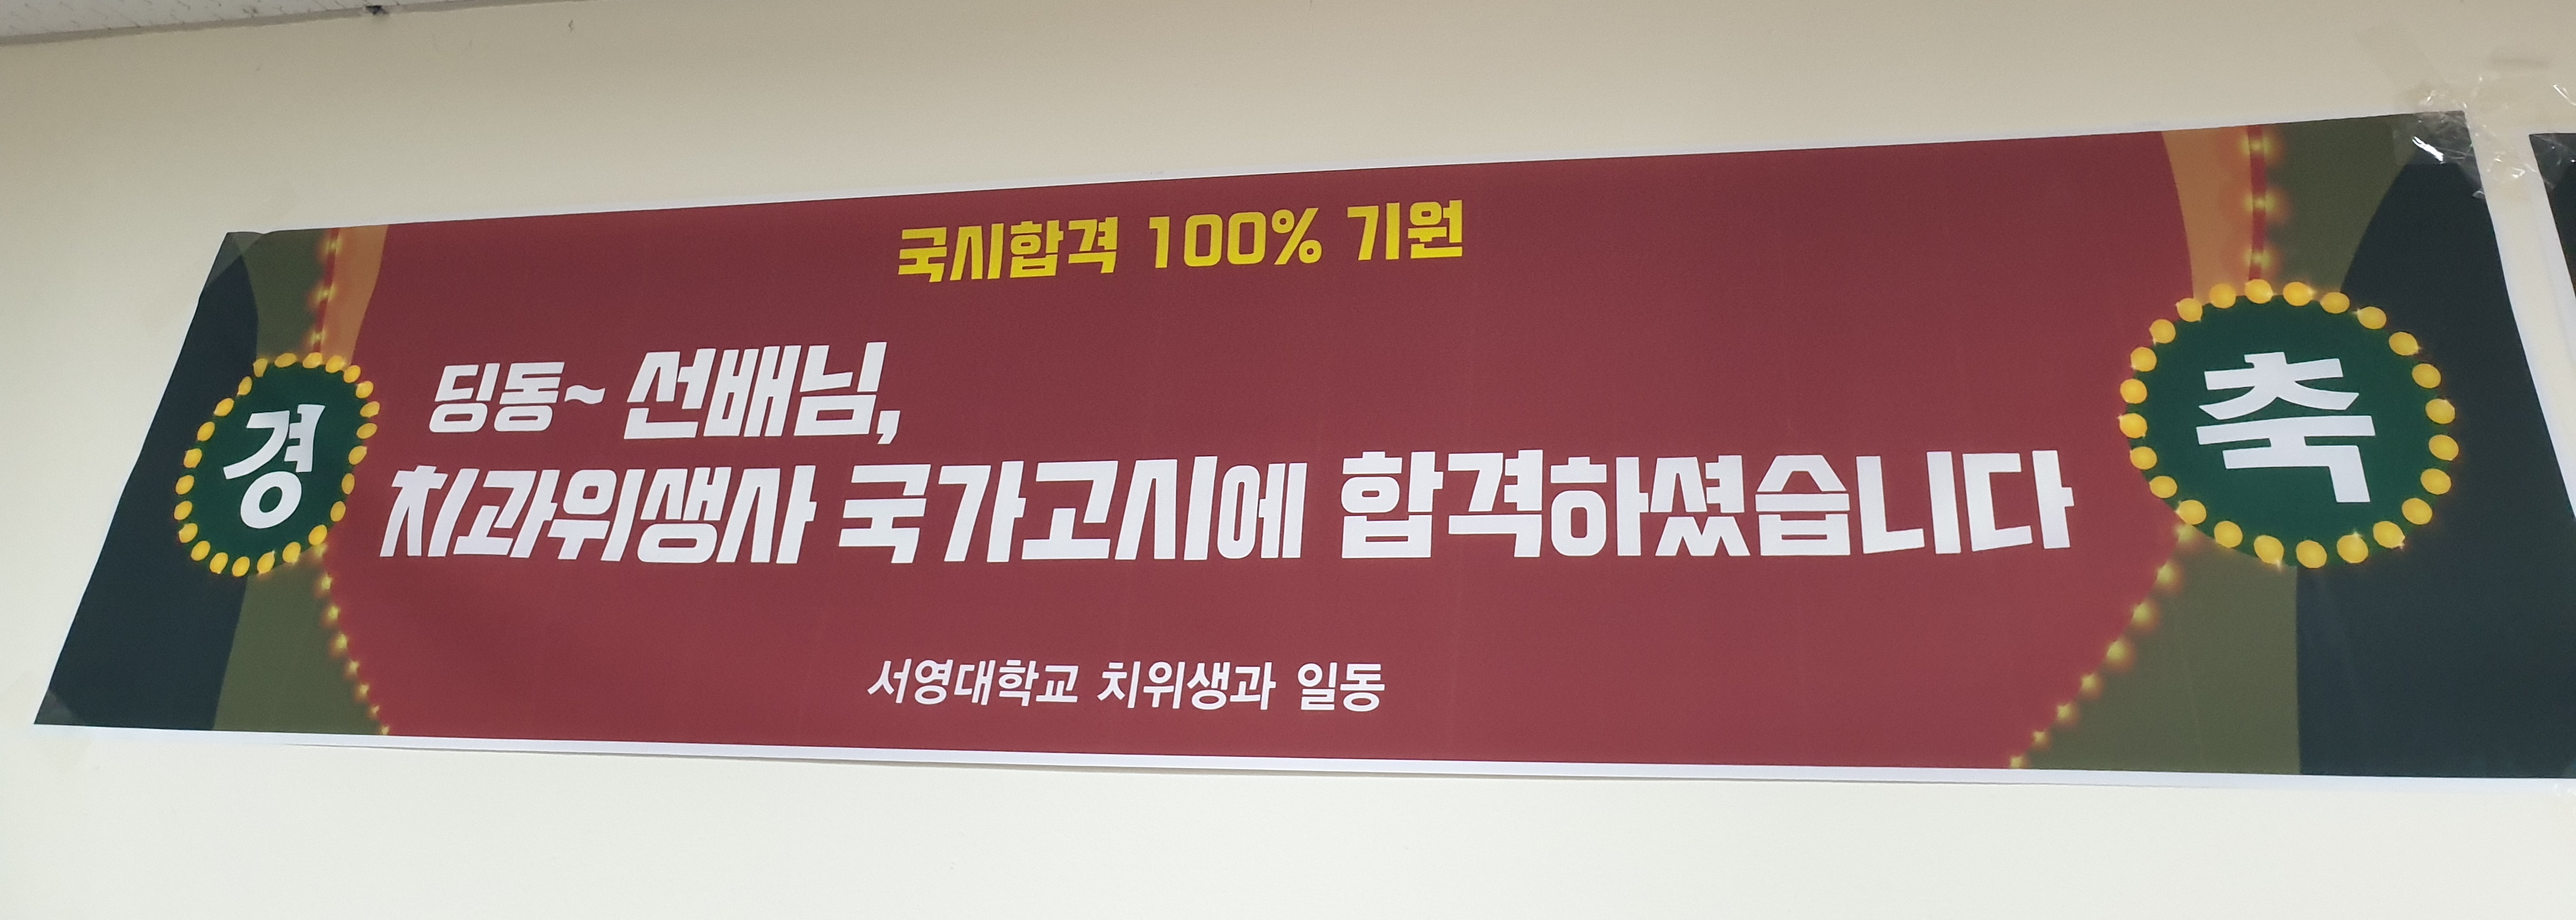 국시합격 100% 기원
딩동~ 선배님,
경
축
치과위생사 국가고시에 합격하셨습니다
서영대학교 치위생과 일동